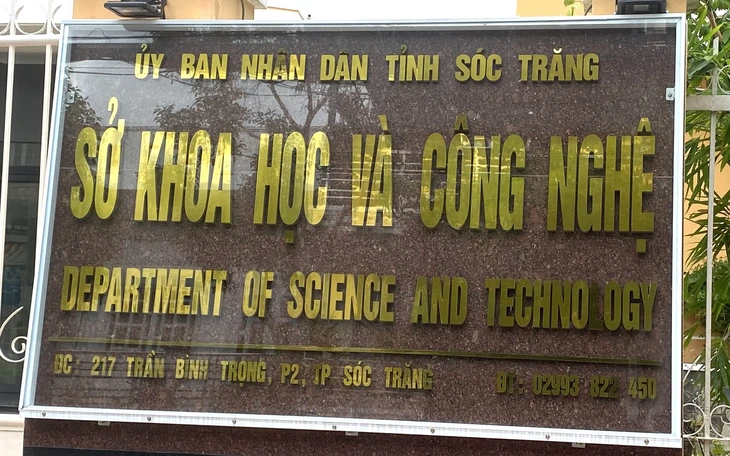 ỦY BAN NHÂN DÂN TỈNH SÓC TRĂNG
SỞ KHOA HỌC VÀ CÔNG NGHỆ
DEPARTMENT OF SCIENCE AND TECHNOLOGY
ĐC: 217 TRẦN BÌNH TRỌNG, P2, TP SÓC TRĂNG ĐT: 02993 822 450